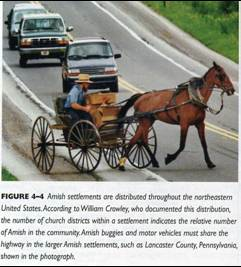 FIGURE 4–4 Amish settlements are distributed throughout the northeastern
United States. According to William Crowley, who documented this distribution,
the number of church districts within a settlement indicates the relative number
of Amish in the community. Amish buggies and motor vehicles must share the
highway in the larger Amish settlements, such as Lancaster County, Pennsylvania,
shown in the photograph.